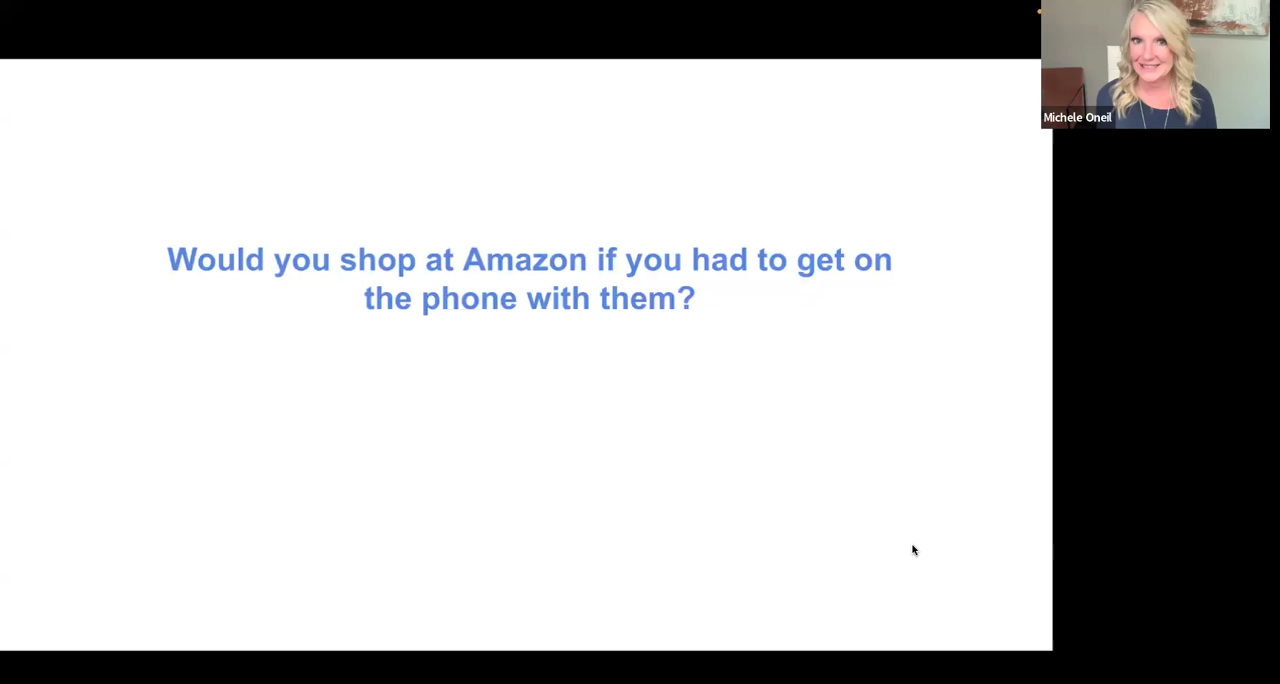 Michele Oneil
Would you shop at Amazon if you had to get on
the phone with them?